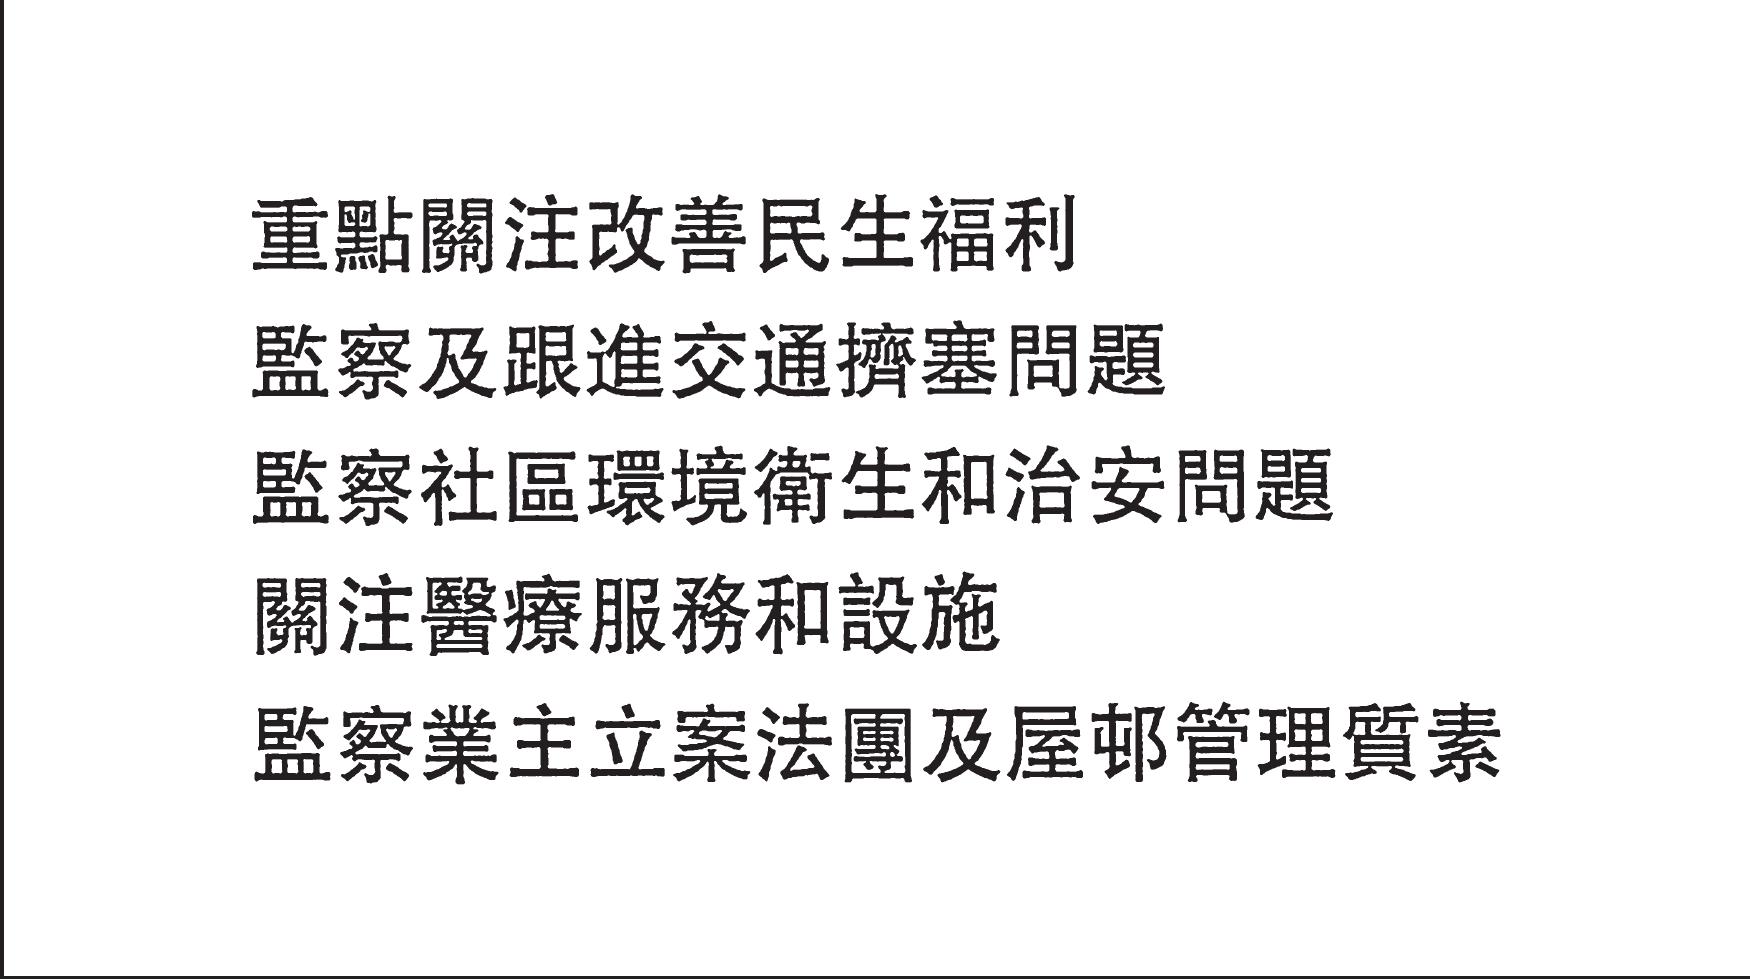 重點關注改善民生福利
監察及跟進交通擠塞問題
監察社區環境衛生和治安問題
關注醫療服務和設施
監察業主立案法團及屋邨管理質素